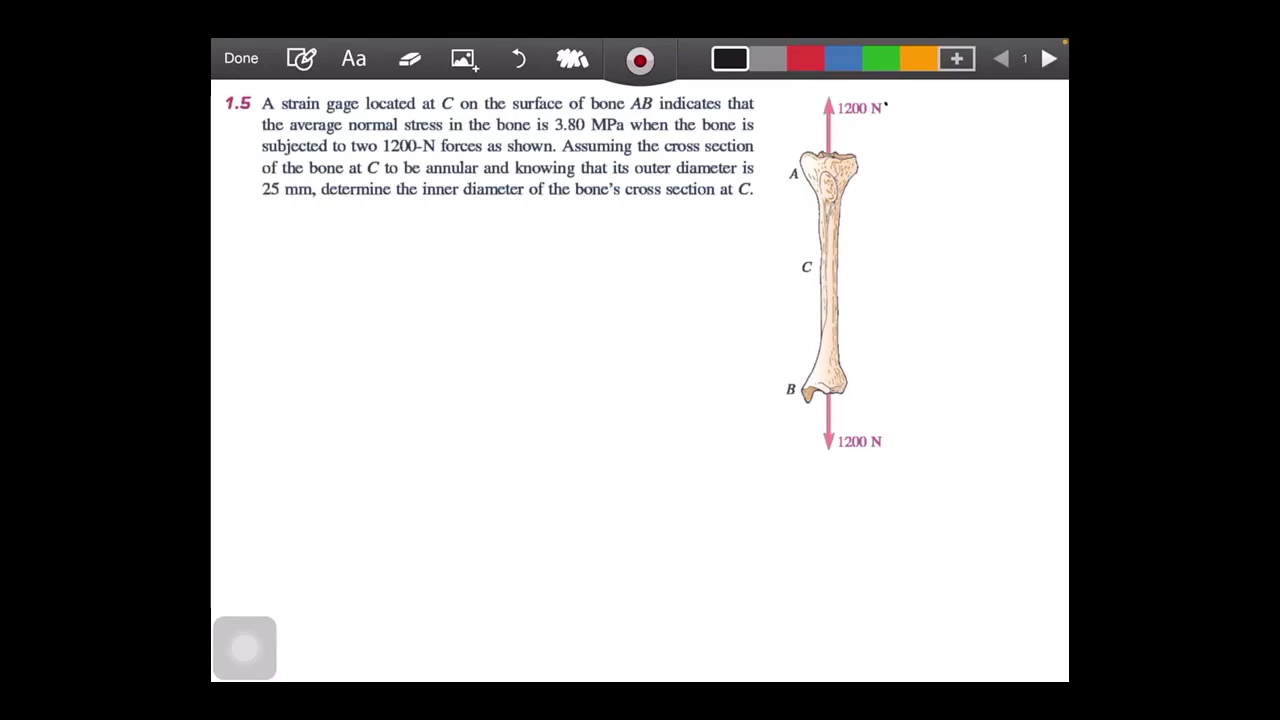 Done
Aa
1
1.5 A strain gage located at C on the surface of bone AB indicates that
the average normal stress in the bone is 3.80 MPa when the bone is
subjected to two 1200-N forces as shown. Assuming the cross section
of the bone at C to be annular and knowing that its outer diameter is
25 mm, determine the inner diameter of the bone's cross section at C.
1200 N
A
C
B
1200 N